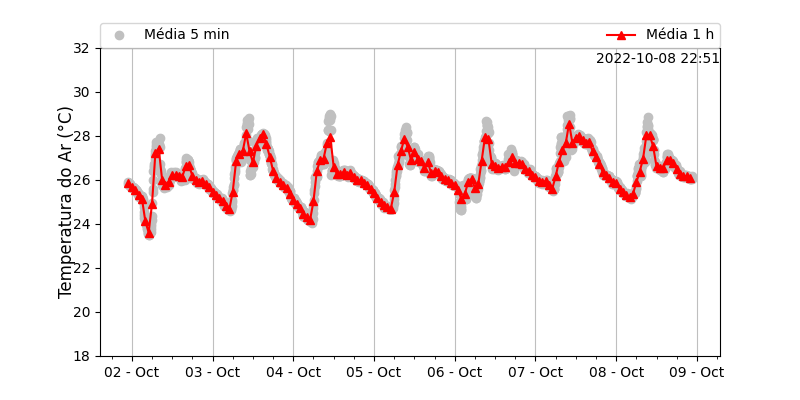 Média 5 min
Média 1 h
2022-10-08 22:51
Temperatura do Ar (°C)
32
30
28
26
24
22
20
18
02 - Oct
03 - Oct
04 - Oct
05 - Oct
06 - Oct
07 - Oct
08 - Oct
09 - Oct